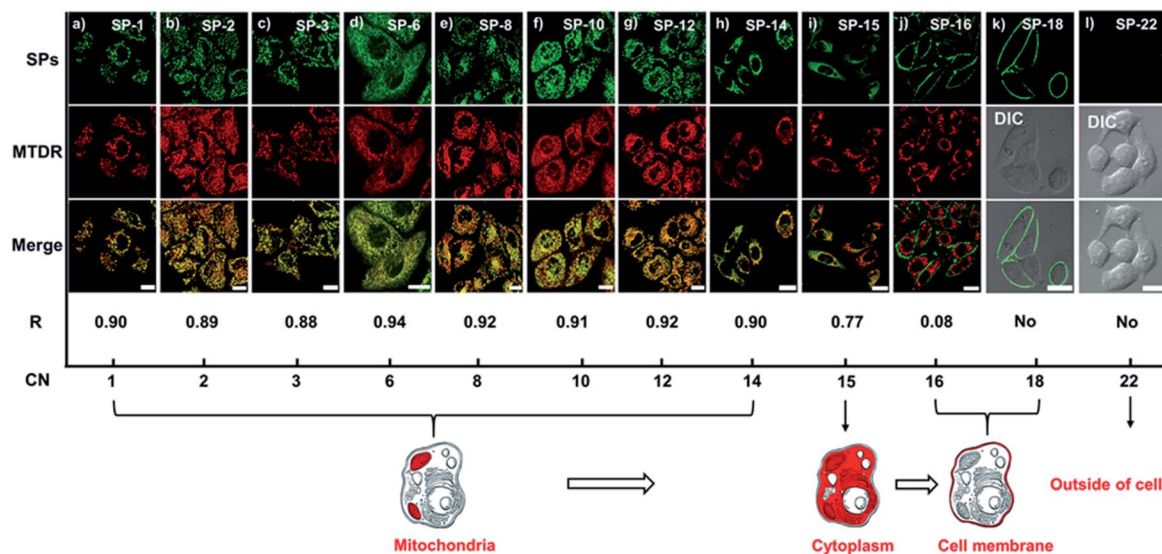 a) SP-1 b) SP-2 c) SP-3 d) SP-6 e) SP-8 f) SP-10 g) SP-12 h) SP-14 i) SP-15 j) SP-16 k) SP-18 l) SP-22
SPs
DIC DIC
MTDR
Merge
R 0.90 0.89 0.88 0.94 0.92 0.91 0.92 0.90 0.77 0.08 No No
CN 1 2 3 6 8 10 12 14 15 16 18 22
Outside of cell
Mitochondria Cytoplasm Cell membrane